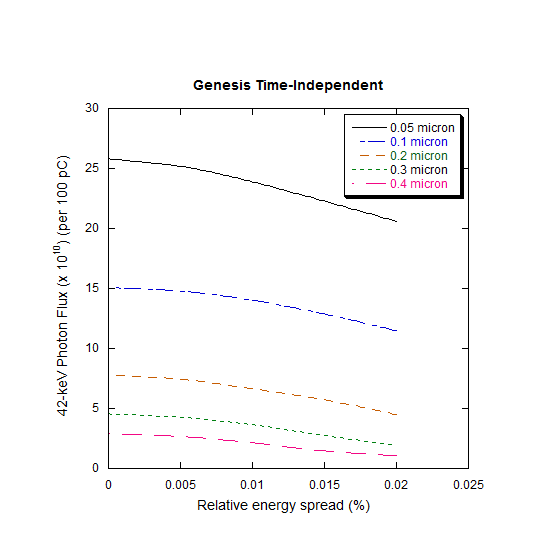 Genesis Time-Independent
30
25
20
15
10
5
0
42-keV Photon Flux (x 10¹⁰) (per 100 pC)
0.05 micron
0.1 micron
0.2 micron
0.3 micron
0.4 micron
0 0.005 0.01 0.015 0.02 0.025
Relative energy spread (%)